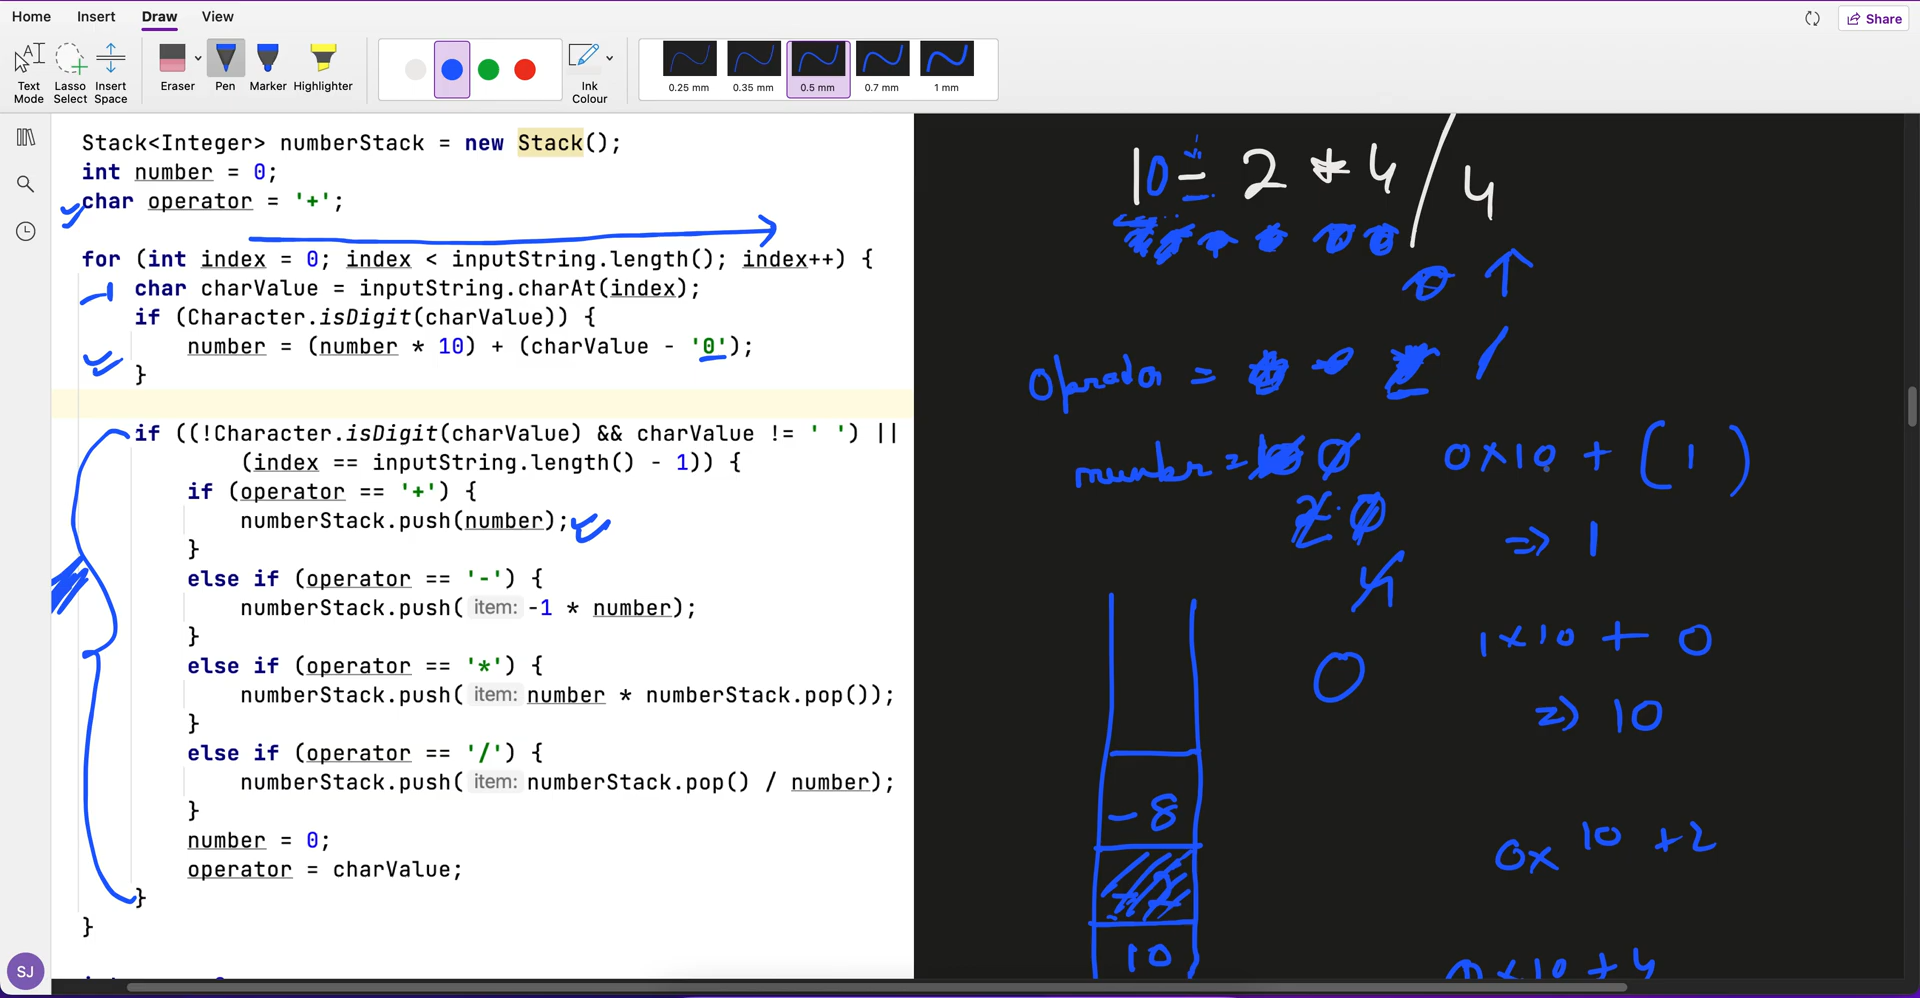 Home Insert Draw View
Share
Text Mode
Lasso Select
Insert Space
Eraser
Pen
Marker
Highlighter
Ink Colour
0.25 mm
0.35 mm
0.5 mm
0.7 mm
1 mm
Stack<Integer> numberStack = new Stack();
int number = 0;
char operator = '+';
for (int index = 0; index < inputString.length(); index++) {
char charValue = inputString.charAt(index);
if (Character.isDigit(charValue)) {
number = (number * 10) + (charValue - '0');
}
if ((!Character.isDigit(charValue) && charValue != ' ') ||
(index == inputString.length() - 1)) {
if (operator == '+') {
numberStack.push(number);
}
else if (operator == '-') {
numberStack.push( item: -1 * number);
}
else if (operator == '*') {
numberStack.push( item: number * numberStack.pop());
}
else if (operator == '/') {
numberStack.push( item: numberStack.pop() / number);
}
number = 0;
operator = charValue;
}
}
SJ
10 - 2 * 4 / 4
Operator = /
number = 0
0x10 + (1)
=> 1
4
0
1x10 + 0
=> 10
-8
0x 10 +2
10
x10 + 4